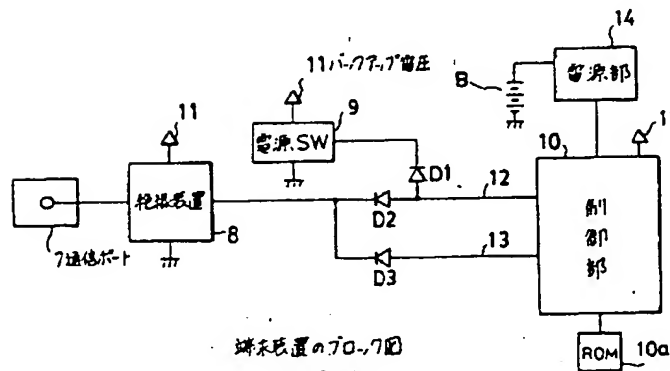 14
電源部
B
11バックアップ電圧
9
電源SW
11
10
1
D1
12
制御部
絶縁装置
8
D2
13
D3
7通信ポート
端末装置のブロック図
ROM
10a